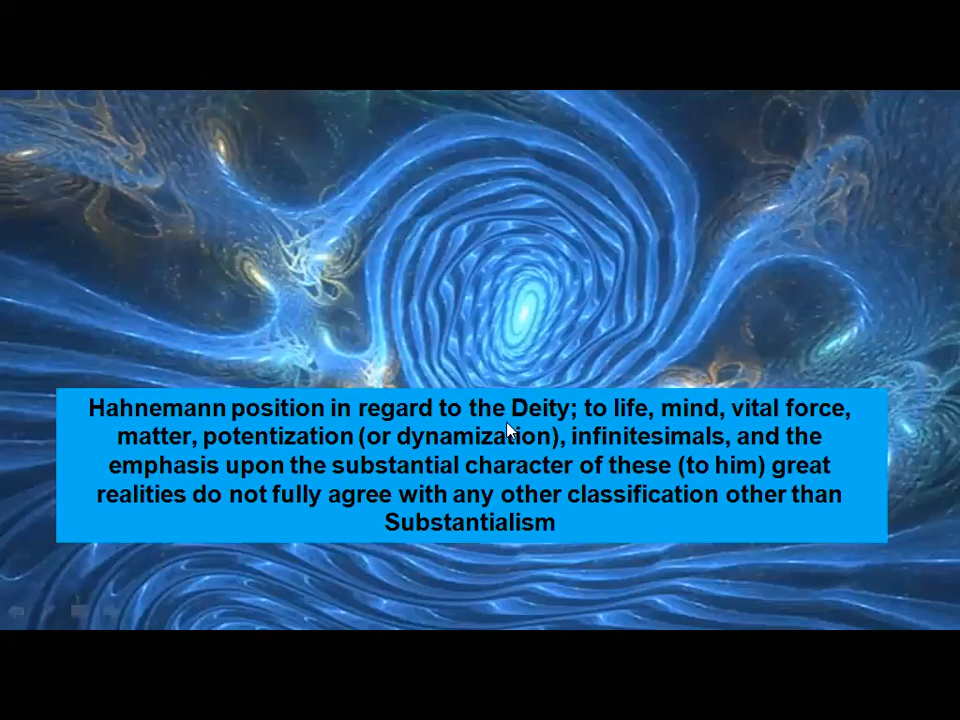 Hahnemann position in regard to the Deity; to life, mind, vital force,
matter, potentization (or dynamization), infinitesimals, and the
emphasis upon the substantial character of these (to him) great
realities do not fully agree with any other classification other than
Substantialism